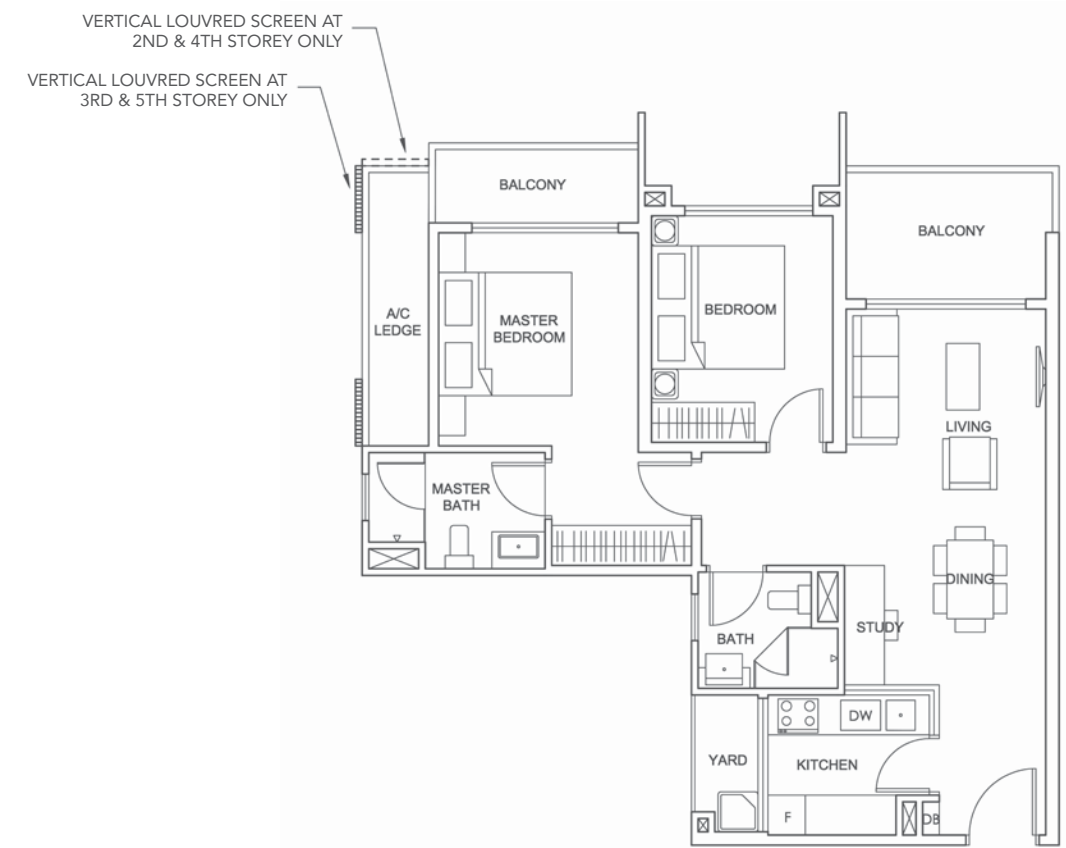 VERTICAL LOUVRED SCREEN AT
2ND & 4TH STOREY ONLY
VERTICAL LOUVRED SCREEN AT
3RD & 5TH STOREY ONLY
BALCONY
BALCONY
A/C
LEDGE
MASTER
BEDROOM
BEDROOM
LIVING
MASTER
BATH
DINING
STUDY
BATH
DW
YARD
KITCHEN
F
DB